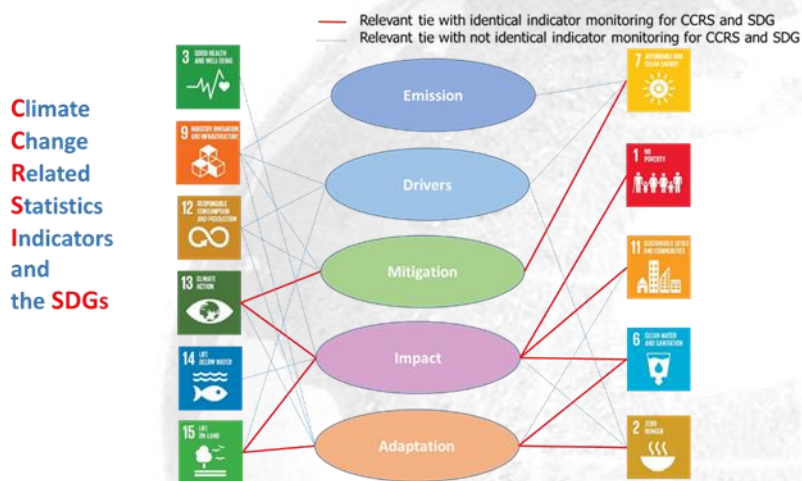 Relevant tie with identical indicator monitoring for CCRS and SDG
Relevant tie with not identical indicator monitoring for CCRS and SDG
Climate
Change
Related
Statistics
Indicators
and
the SDGs
3 GOOD HEALTH
AND WELL-BEING
9 INDUSTRY, INNOVATION
AND INFRASTRUCTURE
12 RESPONSIBLE
CONSUMPTION
AND PRODUCTION
13 CLIMATE
ACTION
14 LIFE
BELOW WATER
15 LIFE
ON LAND
Emission
Drivers
Mitigation
Impact
Adaptation
7 AFFORDABLE AND
CLEAN ENERGY
1 NO
POVERTY
11 SUSTAINABLE CITIES
AND COMMUNITIES
6 CLEAN WATER
AND SANITATION
2 ZERO
HUNGER